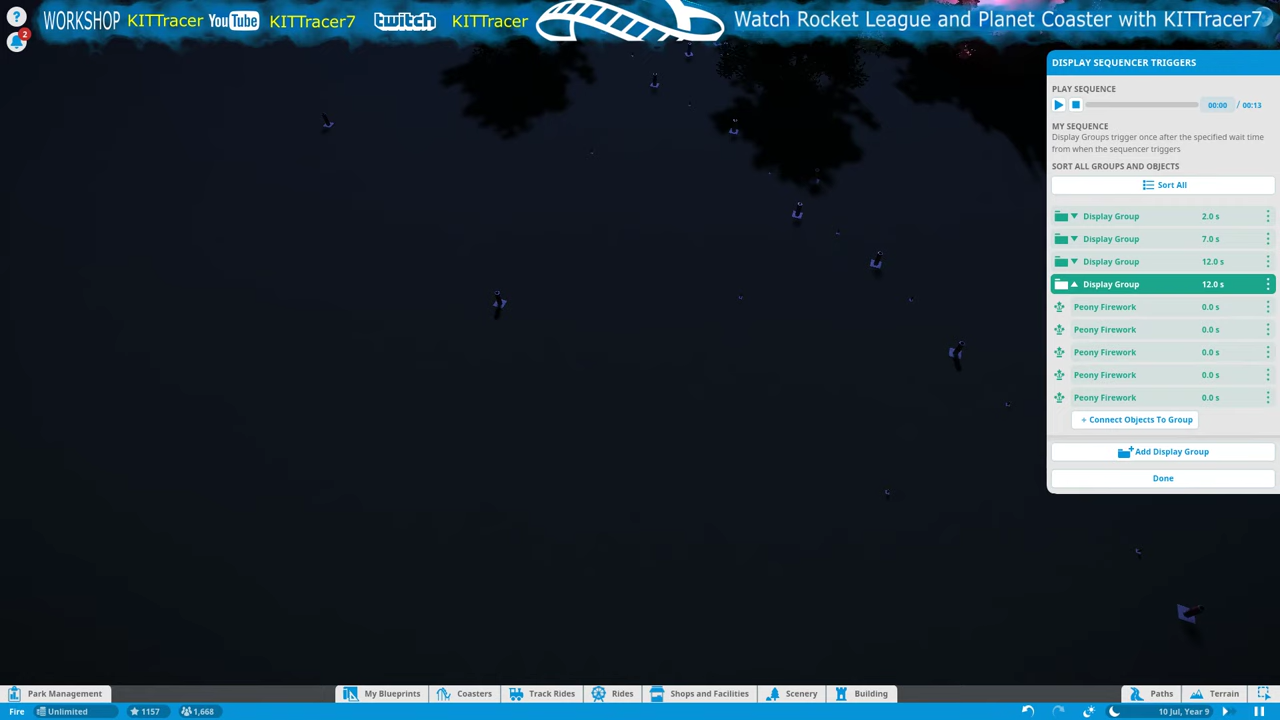 WORKSHOP KITTracer YouTube KITTracer7 twitch KITTracer Watch Rocket League and Planet Coaster with KITTracer7
?
2
DISPLAY SEQUENCER TRIGGERS
PLAY SEQUENCE
00:00 / 00:13
MY SEQUENCE
Display Groups trigger once after the specified wait time
from when the sequencer triggers
SORT ALL GROUPS AND OBJECTS
Sort All
Display Group 2.0 s
Display Group 7.0 s
Display Group 12.0 s
Display Group 12.0 s
Peony Firework 0.0 s
Peony Firework 0.0 s
Peony Firework 0.0 s
Peony Firework 0.0 s
Peony Firework 0.0 s
+ Connect Objects To Group
Add Display Group
Done
Park Management My Blueprints Coasters Track Rides Rides Shops and Facilities Scenery Building Paths Terrain
Fire Unlimited 1157 1,668 10 Jul, Year 9